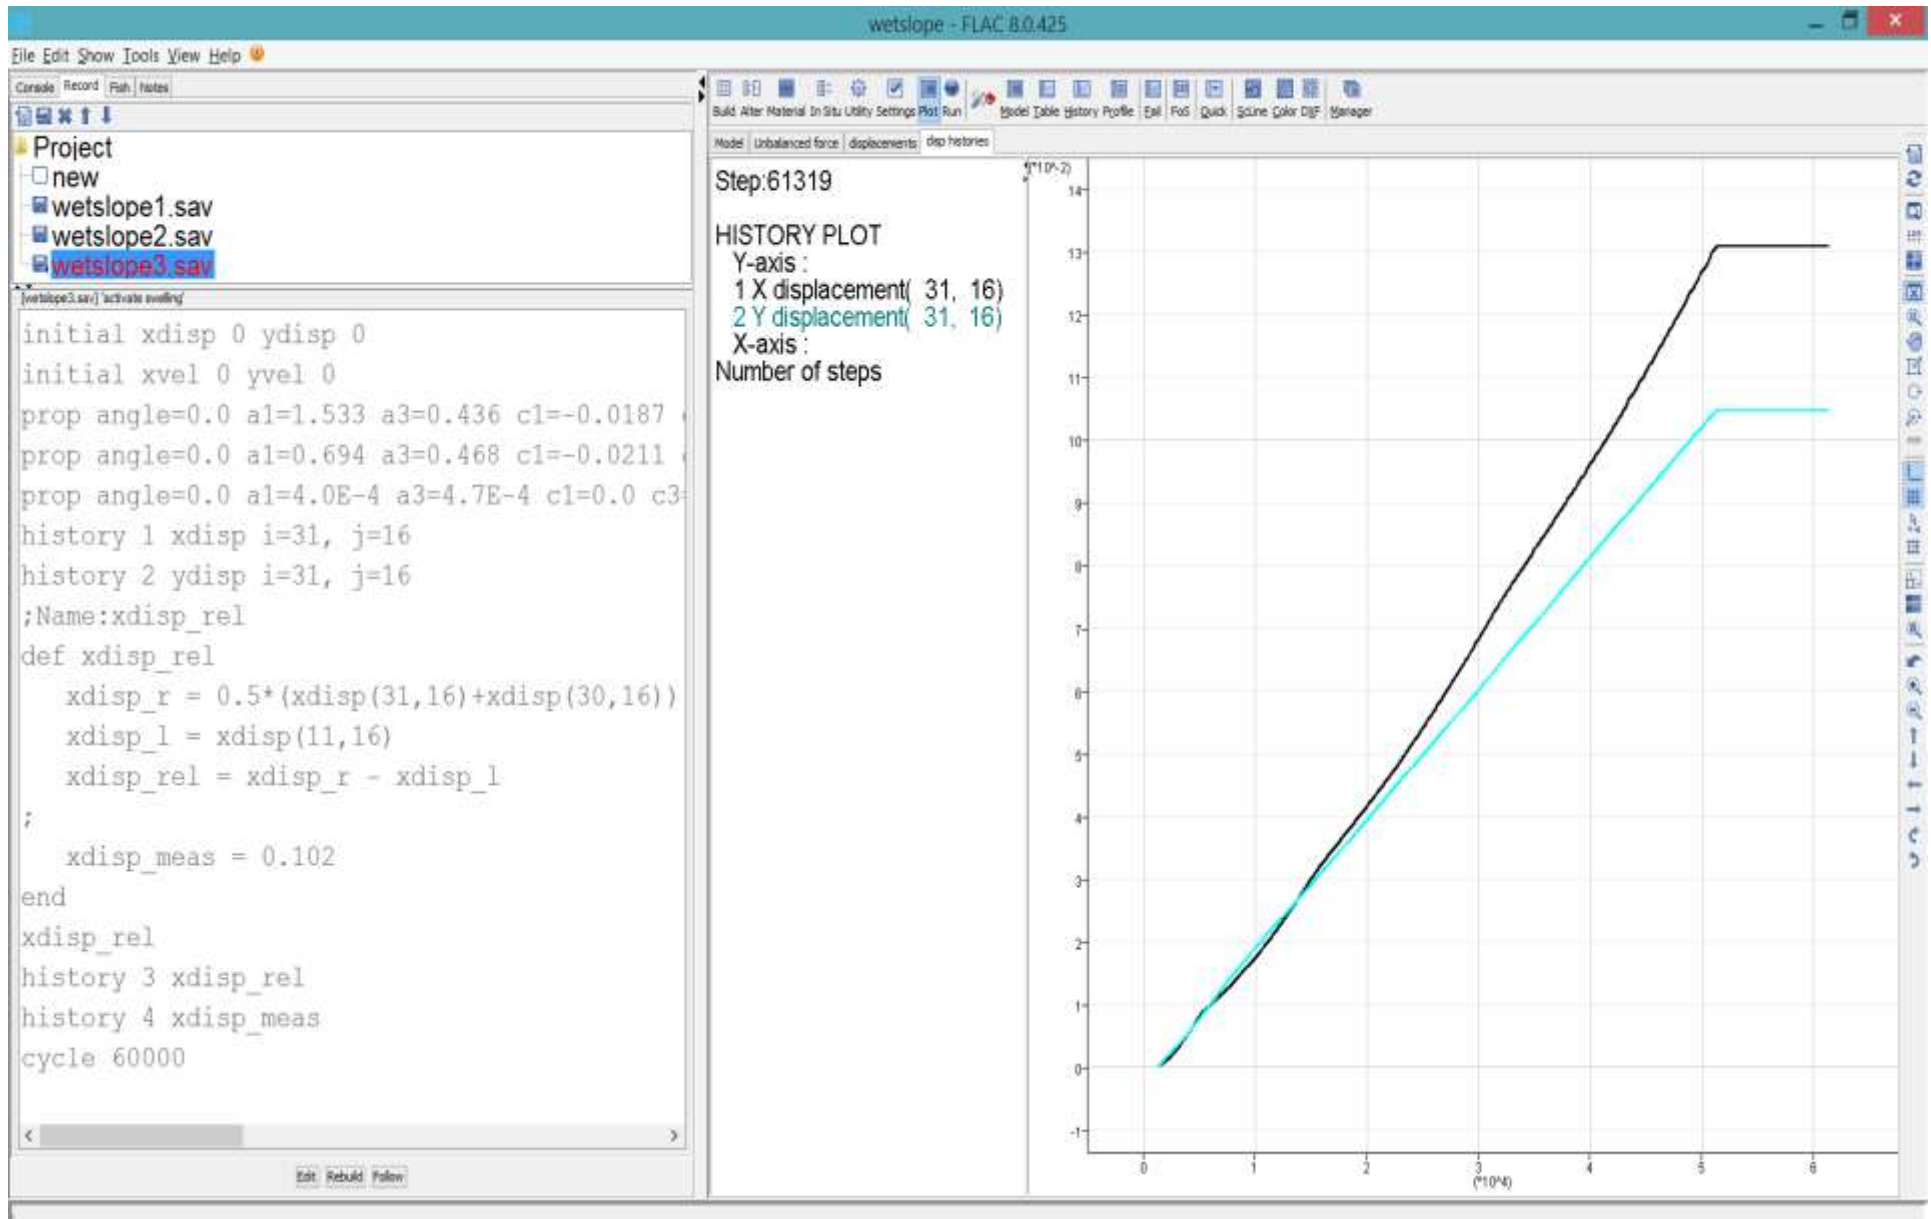 wetslope - FLAC 8.0.425
File Edit Show Tools View Help
Console Record Fish Notes
Build Alter Material In Situ Utility Settings Plot Run Model Table History Profile Fail FoS Quick ScLine Color DXF Manager
Project
new
wetslope1.sav
wetslope2.sav
wetslope3.sav
[wetslope3.sav] 'activate swelling'
initial xdisp 0 ydisp 0
initial xvel 0 yvel 0
prop angle=0.0 a1=1.533 a3=0.436 c1=-0.0187
prop angle=0.0 a1=0.694 a3=0.468 c1=-0.0211
prop angle=0.0 a1=4.0E-4 a3=4.7E-4 c1=0.0 c3=
history 1 xdisp i=31, j=16
history 2 ydisp i=31, j=16
;Name:xdisp_rel
def xdisp_rel
xdisp_r = 0.5*(xdisp(31,16)+xdisp(30,16))
xdisp_l = xdisp(11,16)
xdisp_rel = xdisp_r - xdisp_l
;
xdisp_meas = 0.102
end
xdisp_rel
history 3 xdisp_rel
history 4 xdisp_meas
cycle 60000
Edit Rebuild Follow
Model Unbalanced force displacements disp histories
Step:61319
HISTORY PLOT
Y-axis :
1 X displacement( 31, 16)
2 Y displacement( 31, 16)
X-axis :
Number of steps
(*10^-2)
14
13
12
11
10
9
8
7
6
5
4
3
2
1
0
-1
0 1 2 3 4 5 6
(*10^4)